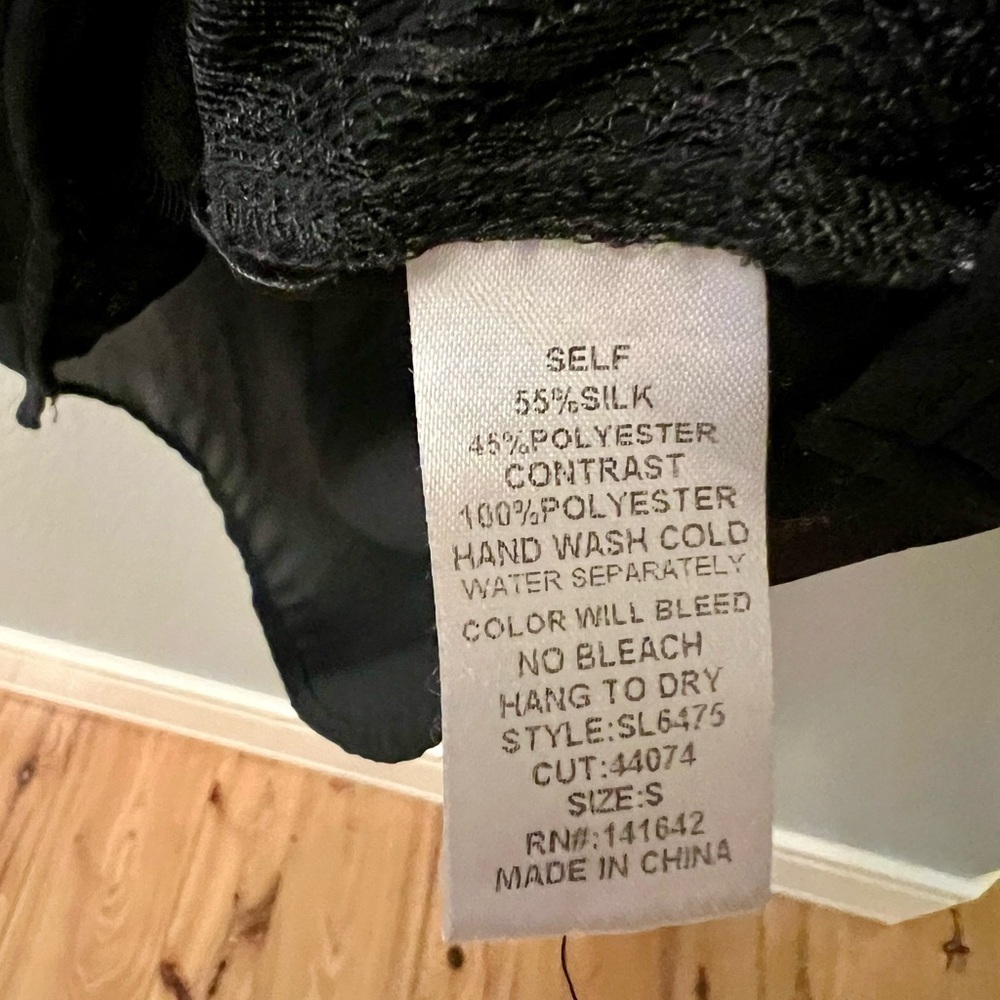 SELF
55%SILK
45%POLYESTER
CONTRAST
100%POLYESTER
HAND WASH COLD
WATER SEPARATELY
COLOR WILL BLEED
NO BLEACH
HANG TO DRY
STYLE:SL6475
CUT:44074
SIZE:S
RN#:141642
MADE IN CHINA